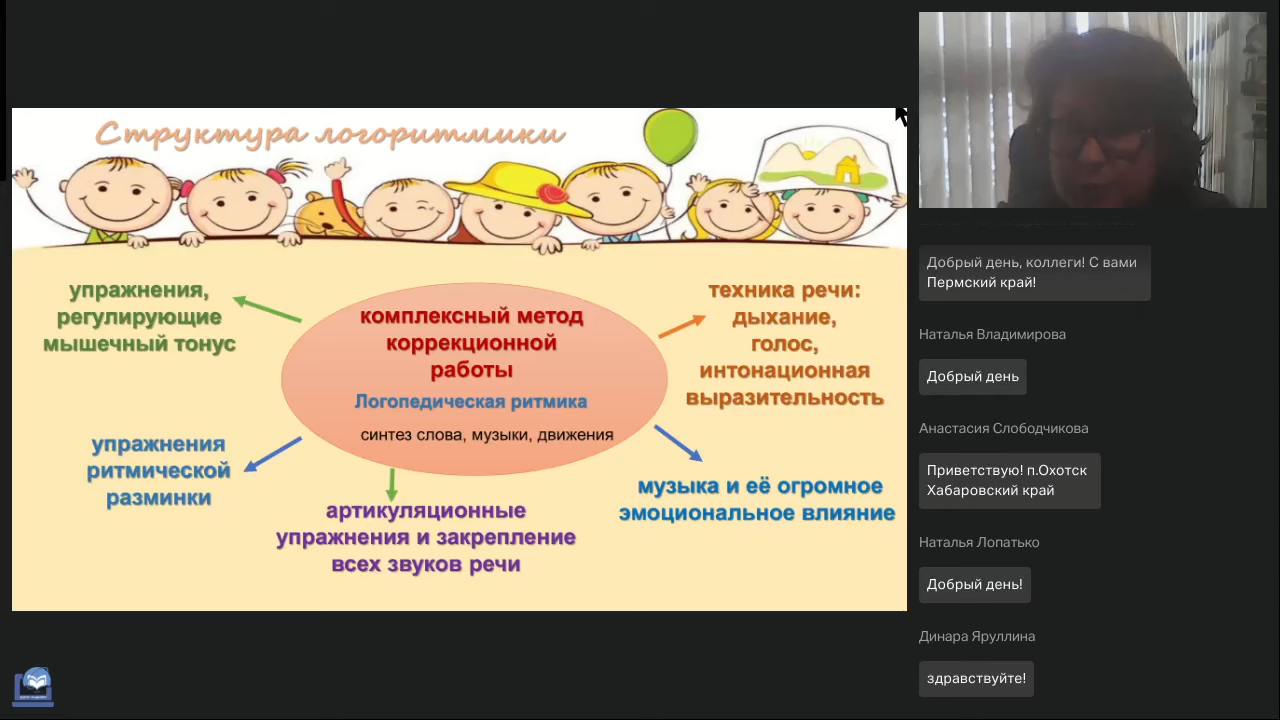 Структура логоритмики
упражнения,
регулирующие
мышечный тонус
комплексный метод
коррекционной
работы
Логопедическая ритмика
синтез слова, музыки, движения
техника речи:
дыхание,
голос,
интонационная
выразительность
упражнения
ритмической
разминки
артикуляционные
упражнения и закрепление
всех звуков речи
музыка и её огромное
эмоциональное влияние
Добрый день, коллеги! С вами
Пермский край!
Наталья Владимирова
Добрый день
Анастасия Слободчикова
Приветствую! п.Охотск
Хабаровский край
Наталья Лопатько
Добрый день!
Динара Яруллина
здравствуйте!